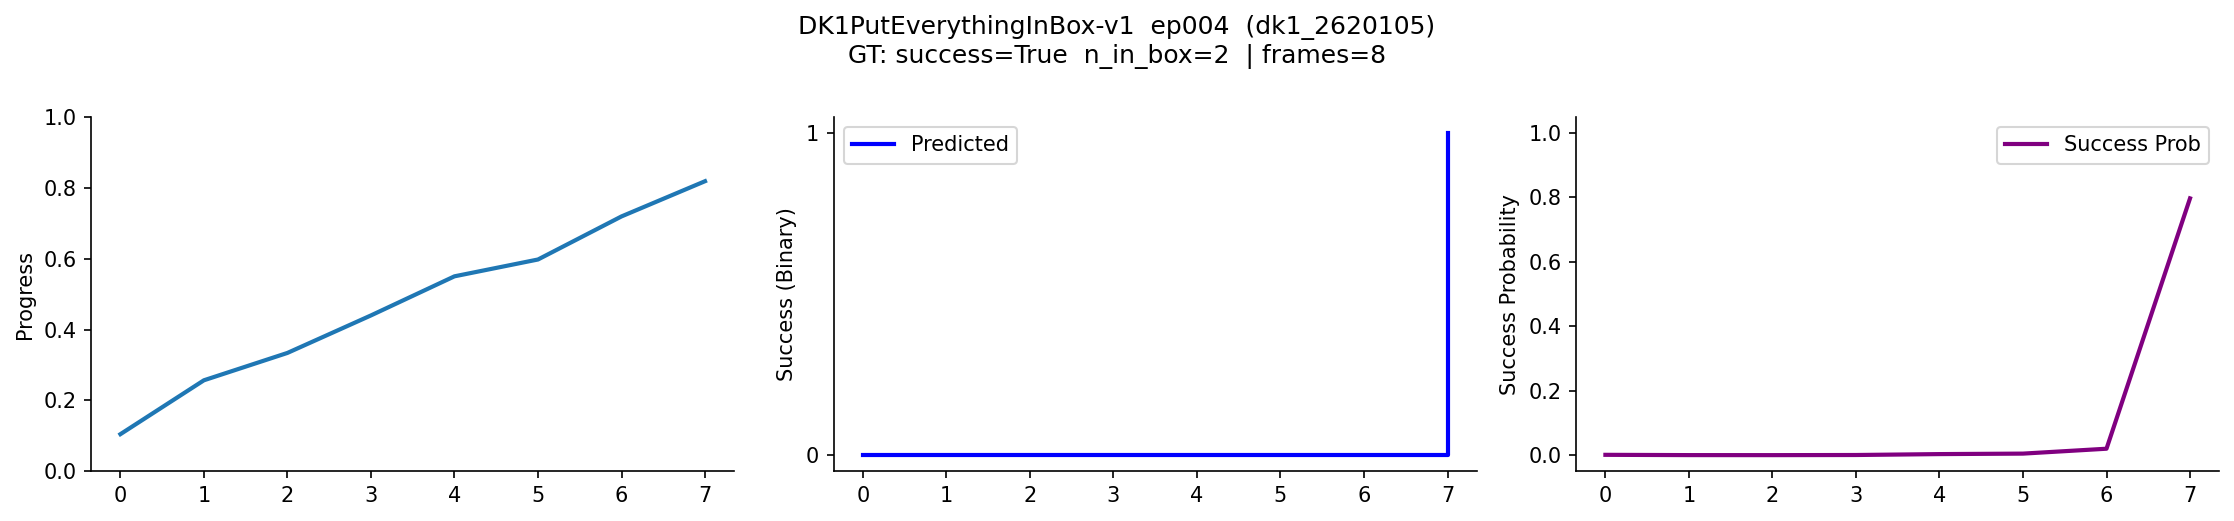 DK1PutEverythingInBox-v1  ep004  (dk1_2620105)
GT: success=True  n_in_box=2  | frames=8
Progress
1.0
0.8
0.6
0.4
0.2
0.0
0 1 2 3 4 5 6 7
Success (Binary)
1
0
Predicted
0 1 2 3 4 5 6 7
Success Probability
1.0
0.8
0.6
0.4
0.2
0.0
Success Prob
0 1 2 3 4 5 6 7